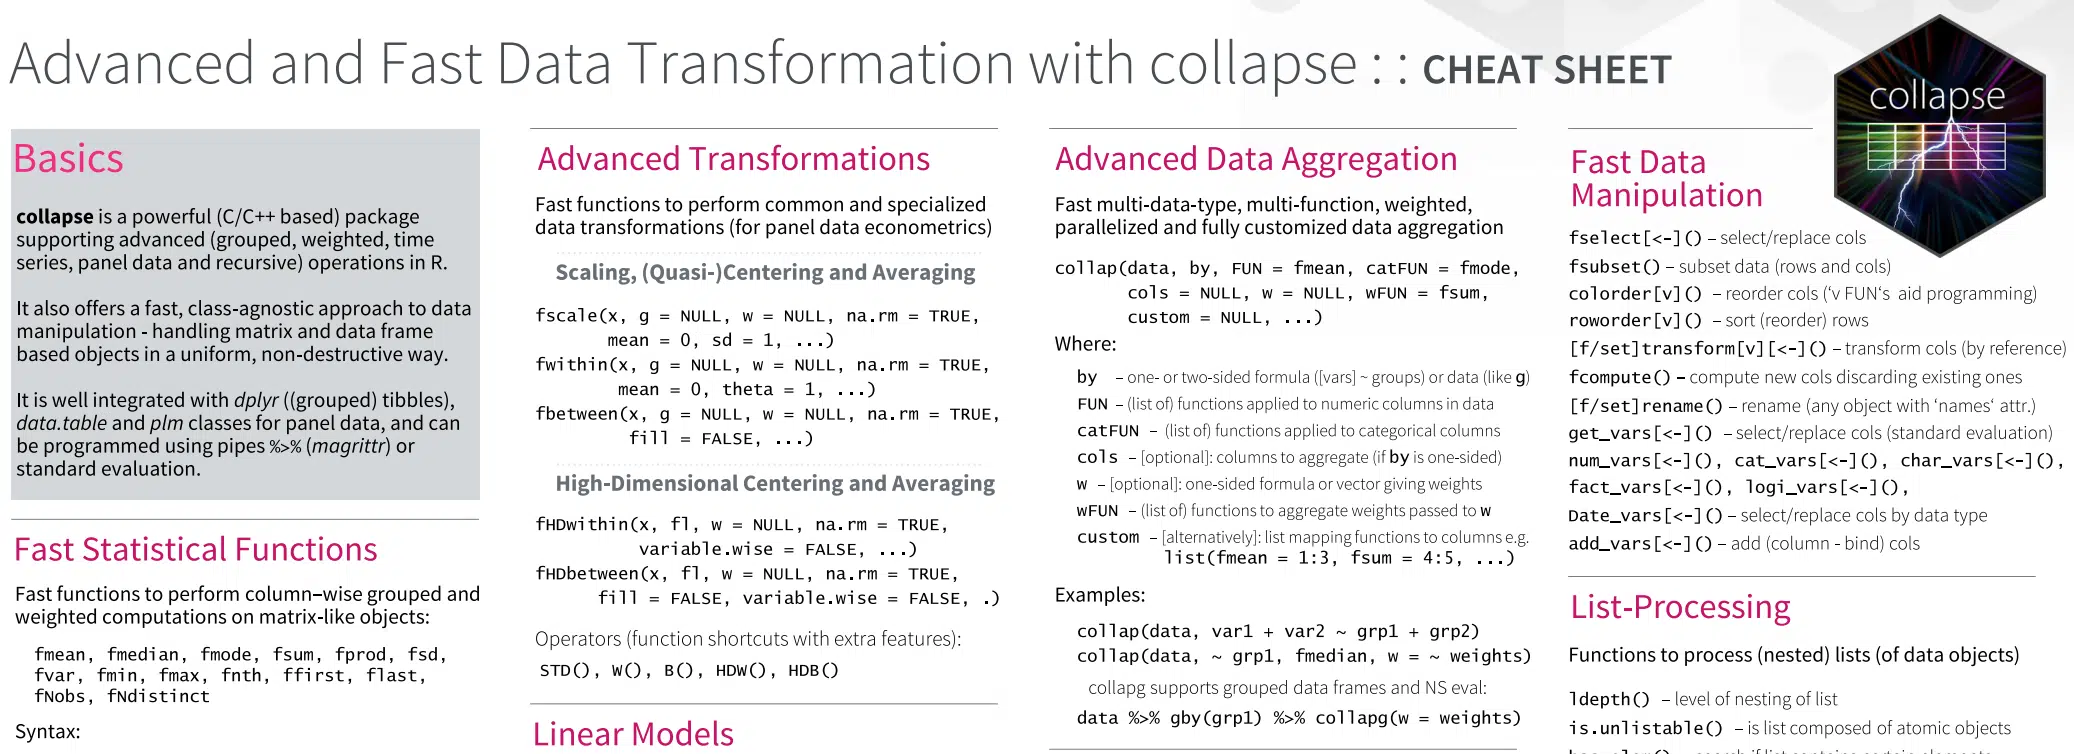 Advanced and Fast Data Transformation with collapse : : CHEAT SHEET
collapse
Basics
collapse is a powerful (C/C++ based) package
supporting advanced (grouped, weighted, time
series, panel data and recursive) operations in R.
It also offers a fast, class-agnostic approach to data
manipulation - handling matrix and data frame
based objects in a uniform, non-destructive way.
It is well integrated with dplyr ((grouped) tibbles),
data.table and plm classes for panel data, and can
be programmed using pipes %>% (magrittr) or
standard evaluation.
Fast Statistical Functions
Fast functions to perform column–wise grouped and
weighted computations on matrix-like objects:
fmean, fmedian, fmode, fsum, fprod, fsd,
fvar, fmin, fmax, fnth, ffirst, flast,
fNobs, fNdistinct
Syntax:
Advanced Transformations
Fast functions to perform common and specialized
data transformations (for panel data econometrics)
Scaling, (Quasi-)Centering and Averaging
fscale(x, g = NULL, w = NULL, na.rm = TRUE,
mean = 0, sd = 1, ...)
fwithin(x, g = NULL, w = NULL, na.rm = TRUE,
mean = 0, theta = 1, ...)
fbetween(x, g = NULL, w = NULL, na.rm = TRUE,
fill = FALSE, ...)
High-Dimensional Centering and Averaging
fHDwithin(x, fl, w = NULL, na.rm = TRUE,
variable.wise = FALSE, ...)
fHDbetween(x, fl, w = NULL, na.rm = TRUE,
fill = FALSE, variable.wise = FALSE, .)
Operators (function shortcuts with extra features):
STD(), W(), B(), HDW(), HDB()
Linear Models
Advanced Data Aggregation
Fast multi-data-type, multi-function, weighted,
parallelized and fully customized data aggregation
collap(data, by, FUN = fmean, catFUN = fmode,
cols = NULL, w = NULL, wFUN = fsum,
custom = NULL, ...)
Where:
by – one- or two-sided formula ([vars] ~ groups) or data (like g)
FUN – (list of) functions applied to numeric columns in data
catFUN – (list of) functions applied to categorical columns
cols – [optional]: columns to aggregate (if by is one-sided)
w – [optional]: one-sided formula or vector giving weights
wFUN – (list of) functions to aggregate weights passed to w
custom – [alternatively]: list mapping functions to columns e.g.
list(fmean = 1:3, fsum = 4:5, ...)
Examples:
collap(data, var1 + var2 ~ grp1 + grp2)
collap(data, ~ grp1, fmedian, w = ~ weights)
collapg supports grouped data frames and NS eval:
data %>% gby(grp1) %>% collapg(w = weights)
Fast Data
Manipulation
fselect[<-]() – select/replace cols
fsubset() – subset data (rows and cols)
colorder[v]() – reorder cols (‘v FUN‘s aid programming)
roworder[v]() – sort (reorder) rows
[f/set]transform[v][<-]() – transform cols (by reference)
fcompute() – compute new cols discarding existing ones
[f/set]rename() – rename (any object with ‘names‘ attr.)
get_vars[<-]() – select/replace cols (standard evaluation)
num_vars[<-](), cat_vars[<-](), char_vars[<-](),
fact_vars[<-](), logi_vars[<-](),
Date_vars[<-]() – select/replace cols by data type
add_vars[<-]() – add (column - bind) cols
List-Processing
Functions to process (nested) lists (of data objects)
ldepth() – level of nesting of list
is.unlistable() – is list composed of atomic objects